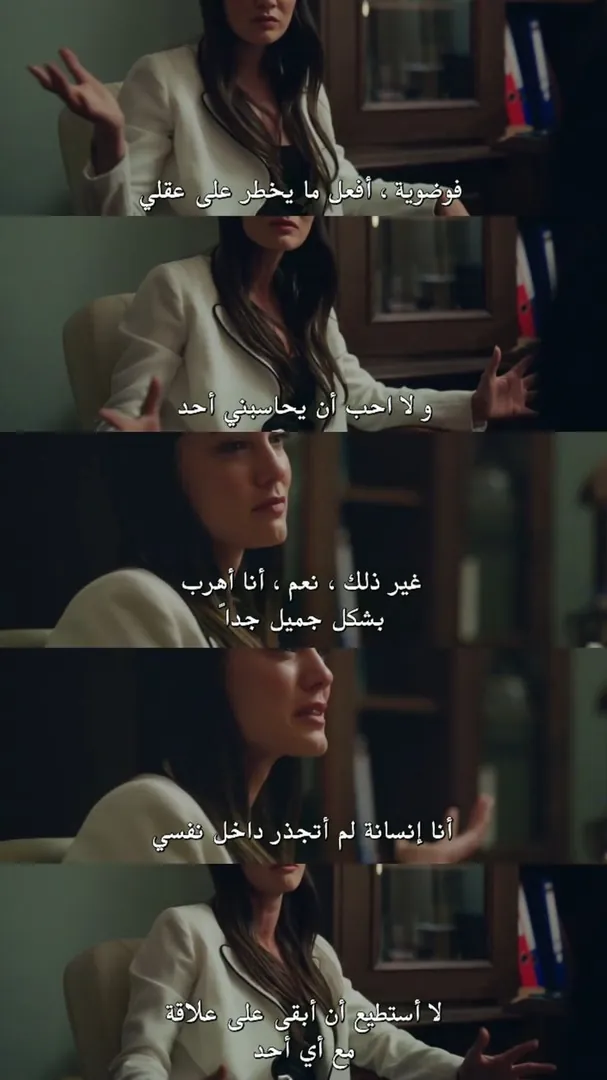 فوضوية ، أفعل ما يخطر على عقلي
و لا احب أن يحاسبني أحد
غير ذلك ، نعم ، أنا أهرب
بشكل جميل جداً
أنا إنسانة لم أتجذر داخل نفسي
لا أستطيع أن أبقى على علاقة
مع أي أحد